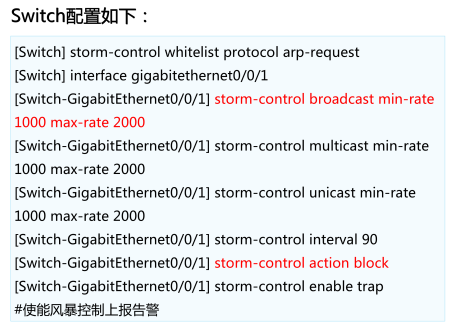 Switch配置如下：
[Switch] storm-control whitelist protocol arp-request
[Switch] interface gigabitethernet0/0/1
[Switch-GigabitEthernet0/0/1] storm-control broadcast min-rate
1000 max-rate 2000
[Switch-GigabitEthernet0/0/1] storm-control multicast min-rate
1000 max-rate 2000
[Switch-GigabitEthernet0/0/1] storm-control unicast min-rate
1000 max-rate 2000
[Switch-GigabitEthernet0/0/1] storm-control interval 90
[Switch-GigabitEthernet0/0/1] storm-control action block
[Switch-GigabitEthernet0/0/1] storm-control enable trap
#使能风暴控制上报告警